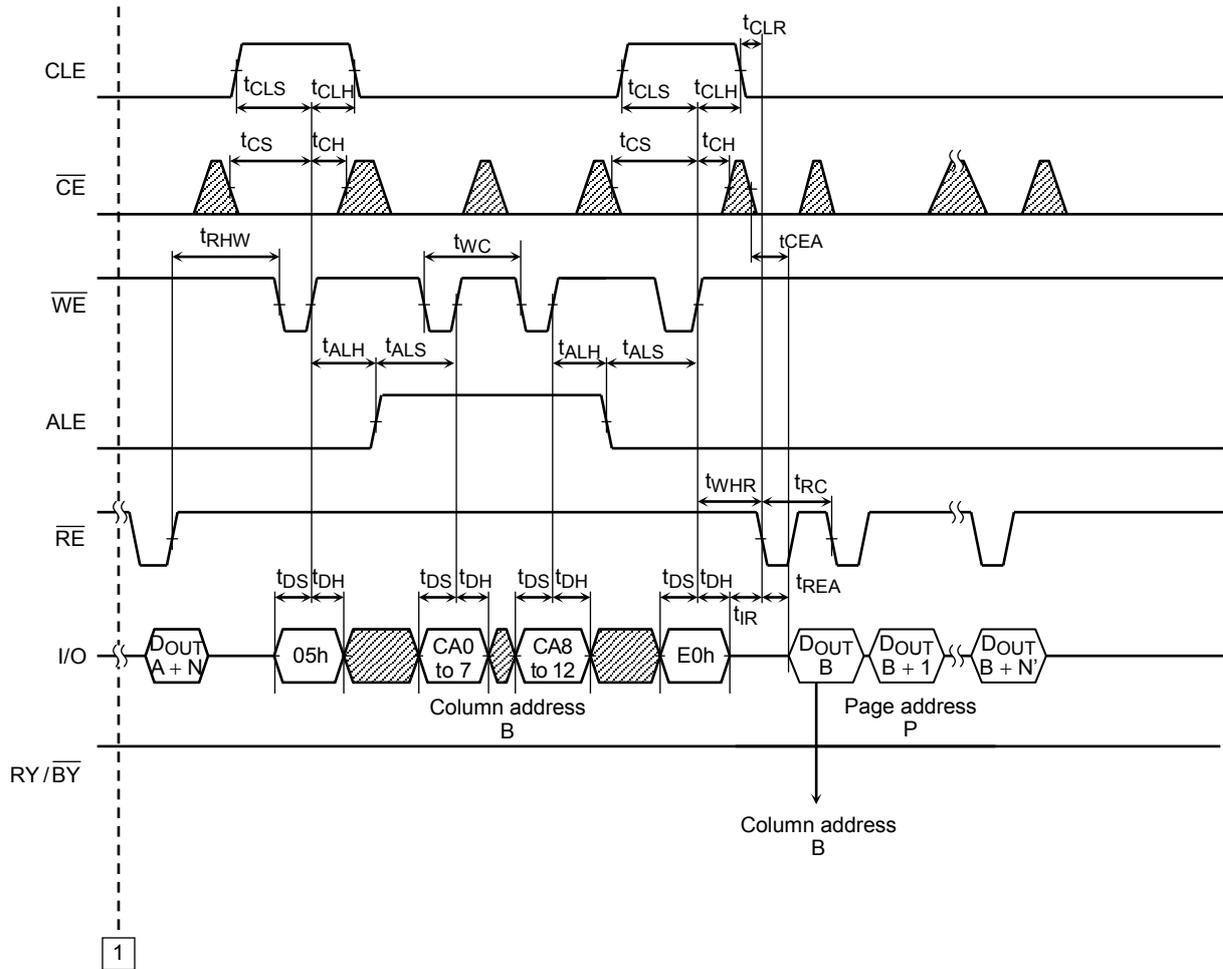 tCLR
CLE
tCLS tCLH tCLS tCLH
tCS tCH tCS tCH
CE
tRHW tWC tCEA
WE
tALH tALS tALH tALS
ALE
tWHR tRC
RE
tDS tDH tDS tDH tDS tDH tDS tDH tREA
tIR
I/O
DOUT
A + N
05h
CA0
to 7
CA8
to 12
E0h
DOUT
B
DOUT
B + 1
DOUT
B + N’
Column address
B
Page address
P
RY/BY
Column address
B
1